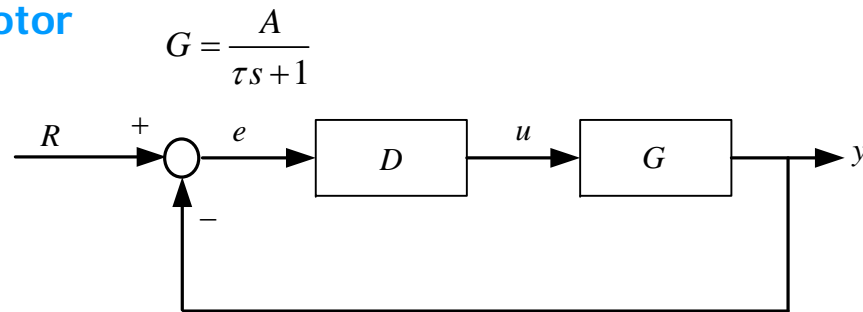 otor
G = A / (τs + 1)
R + e D u G y
−